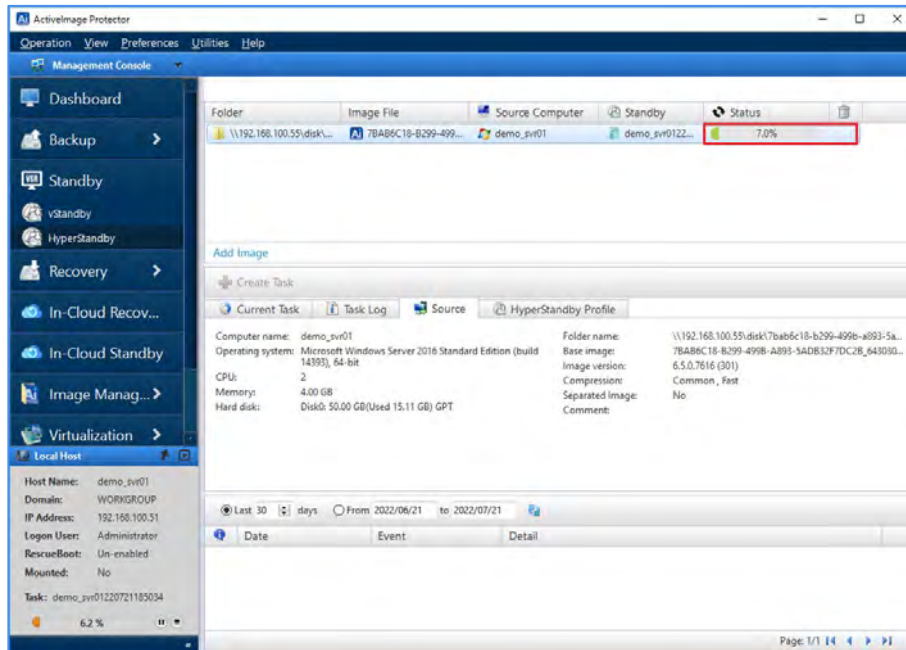 ActiveImage Protector
Operation View Preferences Utilities Help
Management Console
Dashboard
Backup
Standby
vStandby
HyperStandby
Recovery
In-Cloud Recov...
In-Cloud Standby
Image Manag...
Virtualization
Local Host
Host Name: demo_svr01
Domain: WORKGROUP
IP Address: 192.168.100.51
Logon User: Administrator
RescueBoot: Un-enabled
Mounted: No
Task: demo_svr01220721185034
6.2 %
Folder Image File Source Computer Standby Status
\\192.168.100.55\disk\... 7BAB6C18-B299-499... demo_svr01 demo_svr0122... 7.0%
Add Image
Create Task
Current Task Task Log Source HyperStandby Profile
Computer name: demo_svr01
Operating system: Microsoft Windows Server 2016 Standard Edition (build 14393), 64-bit
CPU: 2
Memory: 4.00 GB
Hard disk: Disk0: 50.00 GB(Used 15.11 GB) GPT
Folder name: \\192.168.100.55\disk\7bab6c18-b299-499b-a893-5a...
Base image: 7BAB6C18-B299-499B-A893-5ADB32F7DC2B_643030...
Image version: 6.5.0.7616 (301)
Compression: Common , Fast
Separated Image: No
Comment:
Last 30 days From 2022/06/21 to 2022/07/21
Date Event Detail
Page: 1/1